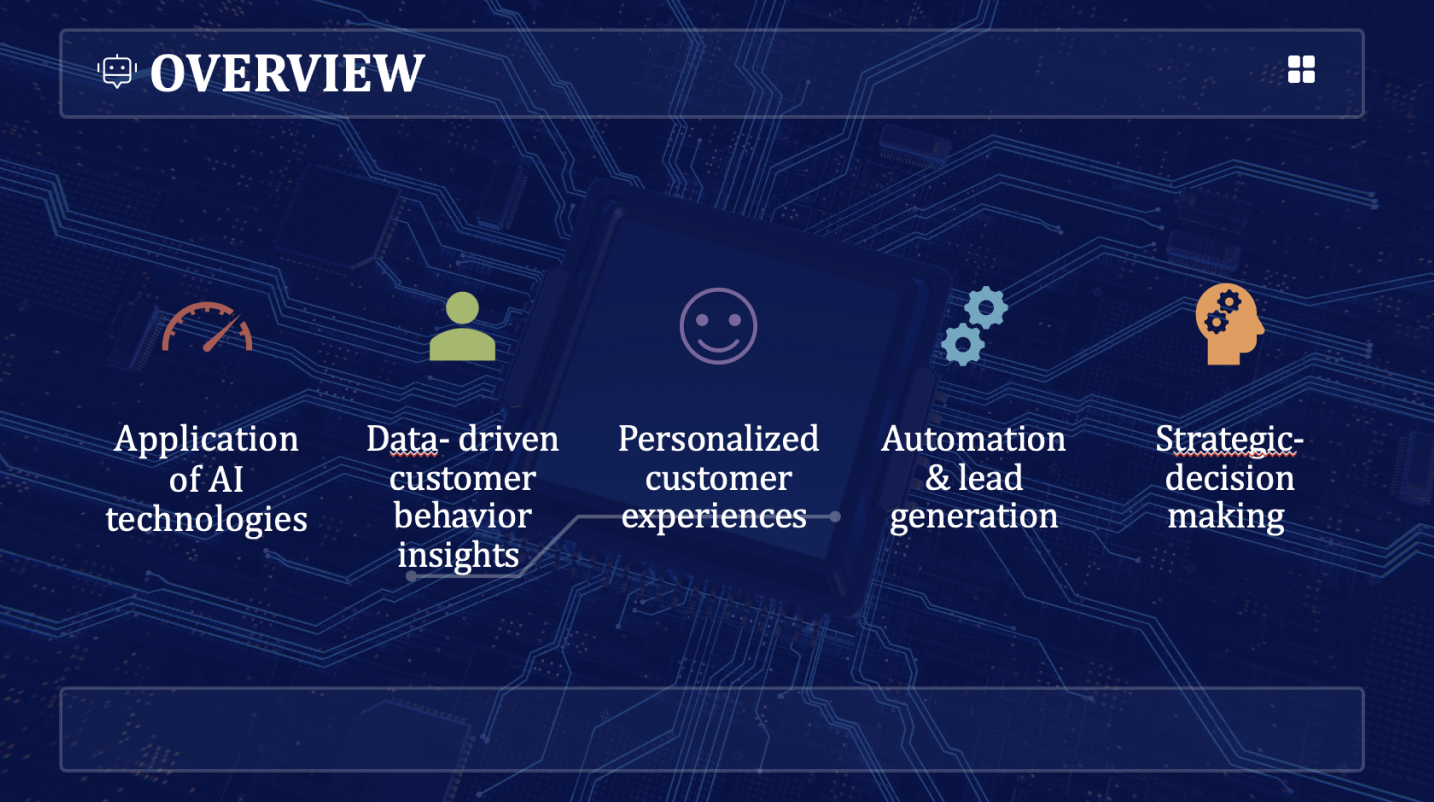 OVERVIEW
Application
of AI
technologies
Data- driven
customer
behavior
insights
Personalized
customer
experiences
Automation
& lead
generation
Strategic-
decision
making